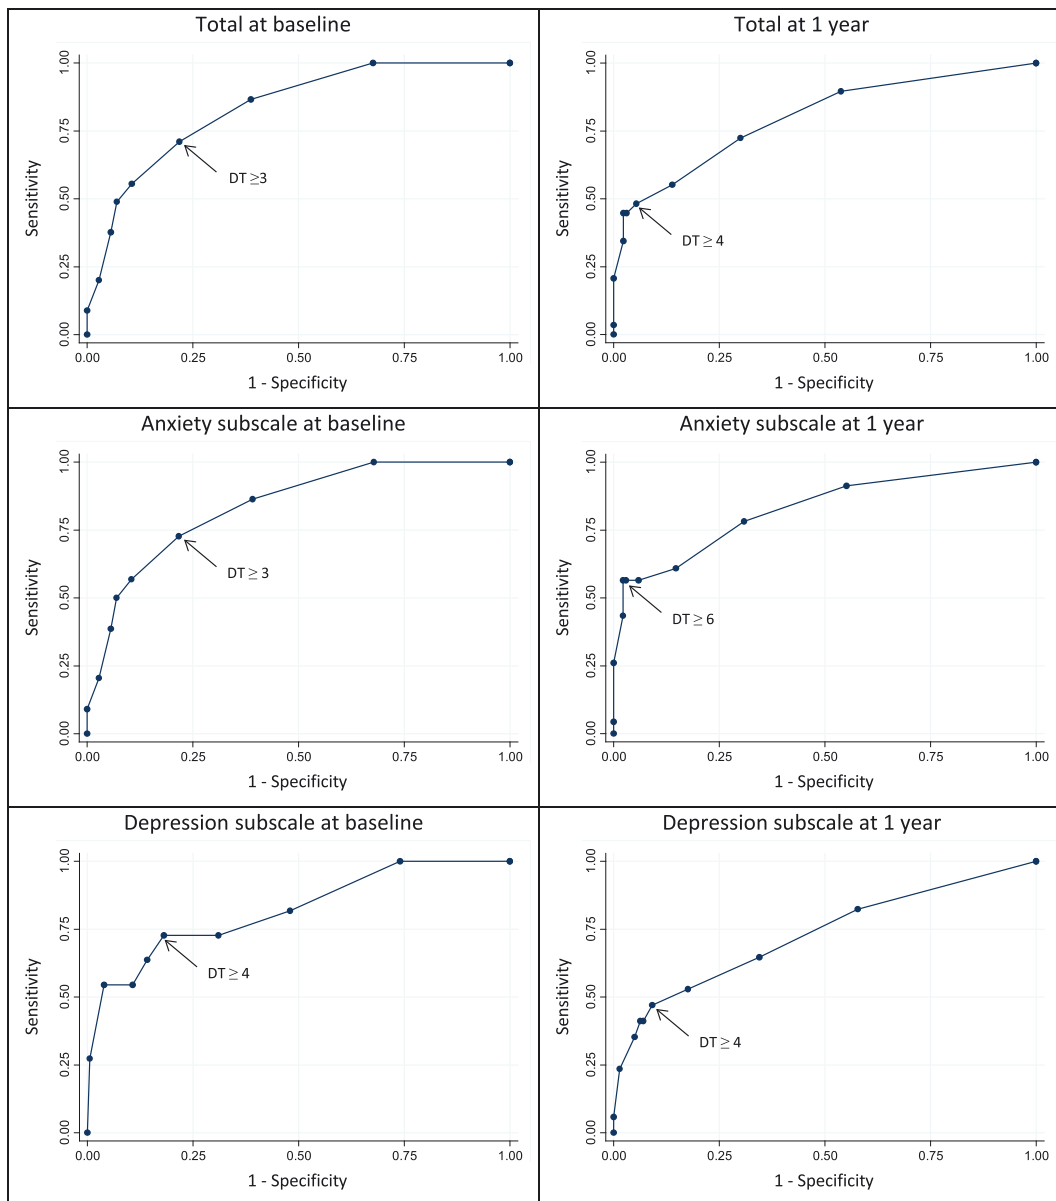 Total at baseline
Sensitivity
1.00
0.75
0.50
0.25
0.00
DT ≥3
0.00 0.25 0.50 0.75 1.00
1 - Specificity
Total at 1 year
Sensitivity
1.00
0.75
0.50
0.25
0.00
DT ≥ 4
0.00 0.25 0.50 0.75 1.00
1 - Specificity
Anxiety subscale at baseline
Sensitivity
1.00
0.75
0.50
0.25
0.00
DT ≥ 3
0.00 0.25 0.50 0.75 1.00
1 - Specificity
Anxiety subscale at 1 year
Sensitivity
1.00
0.75
0.50
0.25
0.00
DT ≥ 6
0.00 0.25 0.50 0.75 1.00
1 - Specificity
Depression subscale at baseline
Sensitivity
1.00
0.75
0.50
0.25
0.00
DT ≥ 4
0.00 0.25 0.50 0.75 1.00
1 - Specificity
Depression subscale at 1 year
Sensitivity
1.00
0.75
0.50
0.25
0.00
DT ≥ 4
0.00 0.25 0.50 0.75 1.00
1 - Specificity